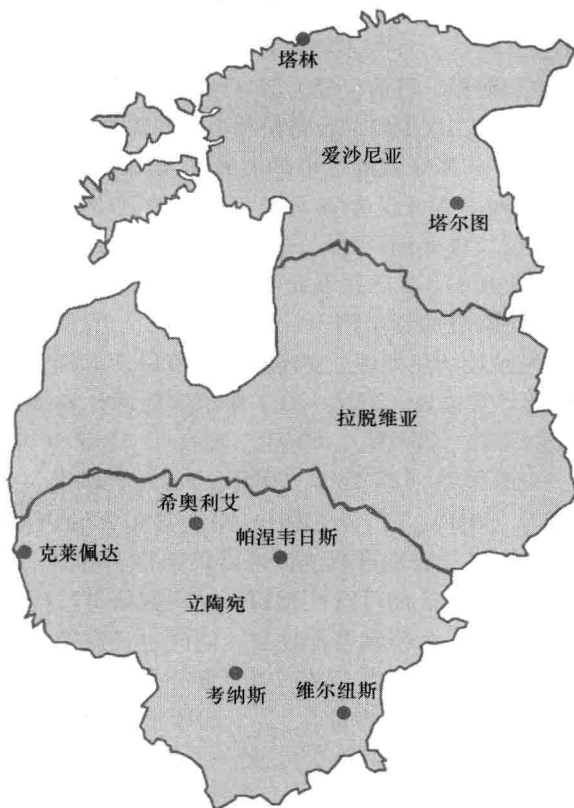 塔林
爱沙尼亚
塔尔图
拉脱维亚
希奥利艾
克莱佩达
帕涅韦日斯
立陶宛
考纳斯
维尔纽斯